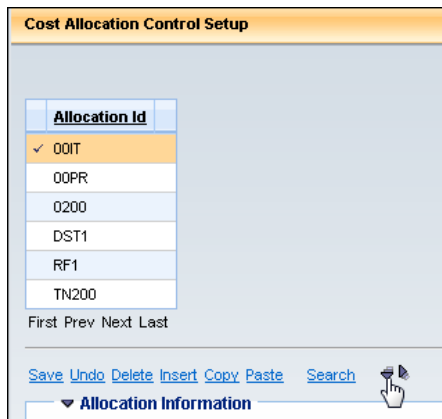 Cost Allocation Control Setup
Allocation Id
00IT
00PR
0200
DST1
RF1
TN200
First Prev Next Last
Save Undo Delete Insert Copy Paste Search
Allocation Information